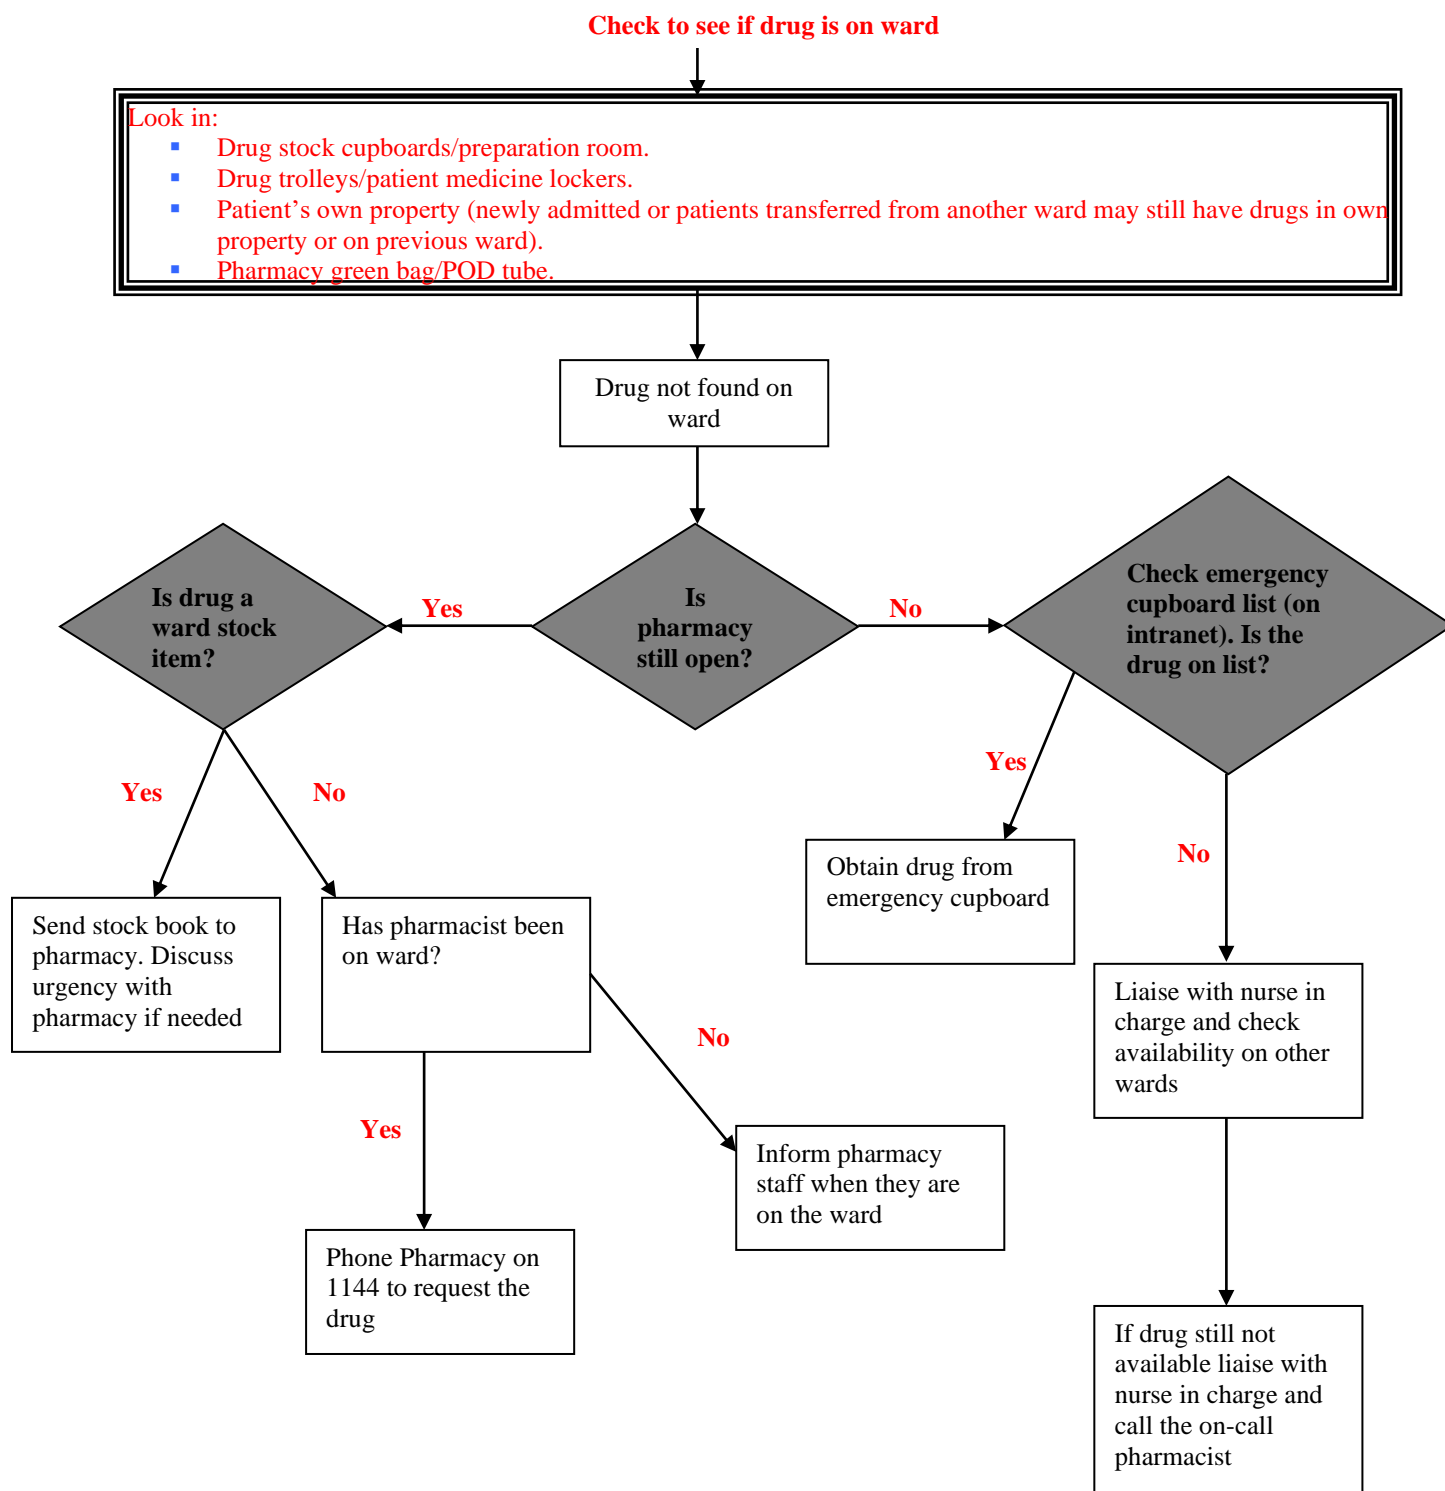 Check to see if drug is on ward
Look in:
▪ Drug stock cupboards/preparation room.
▪ Drug trolleys/patient medicine lockers.
▪ Patient’s own property (newly admitted or patients transferred from another ward may still have drugs in own
property or on previous ward).
▪ Pharmacy green bag/POD tube.
Drug not found on
ward
Is
pharmacy
still open?
Yes
No
Is drug a
ward stock
item?
Check emergency
cupboard list (on
intranet). Is the
drug on list?
Yes
No
Yes
No
Send stock book to
pharmacy. Discuss
urgency with
pharmacy if needed
Has pharmacist been
on ward?
Obtain drug from
emergency cupboard
Liaise with nurse in
charge and check
availability on other
wards
Yes
No
Phone Pharmacy on
1144 to request the
drug
Inform pharmacy
staff when they are
on the ward
If drug still not
available liaise with
nurse in charge and
call the on-call
pharmacist